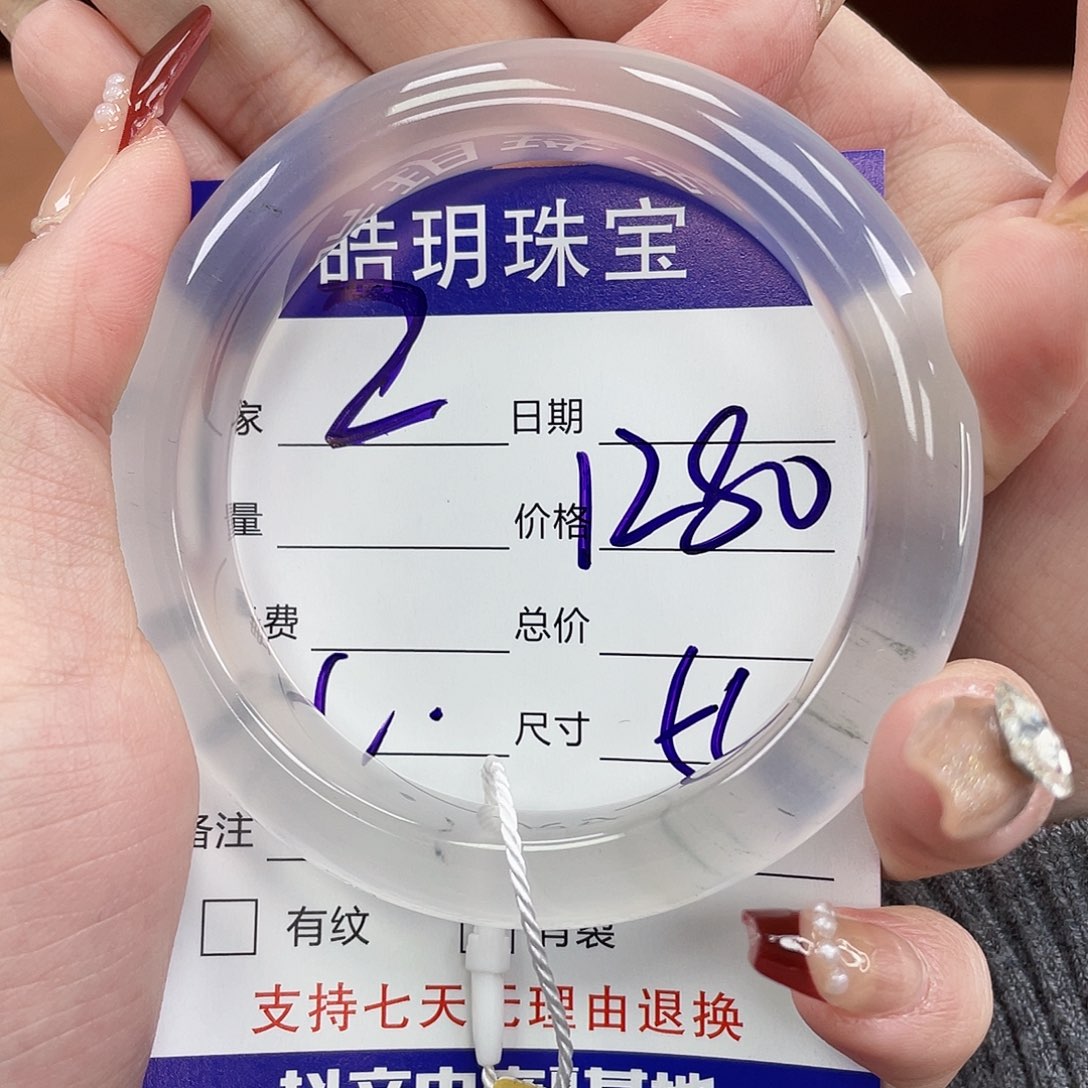 皓玥珠宝
家 2 日期
量 价格 1280
费 总价
尺寸
备注
有纹 有裂
支持七天无理由退换